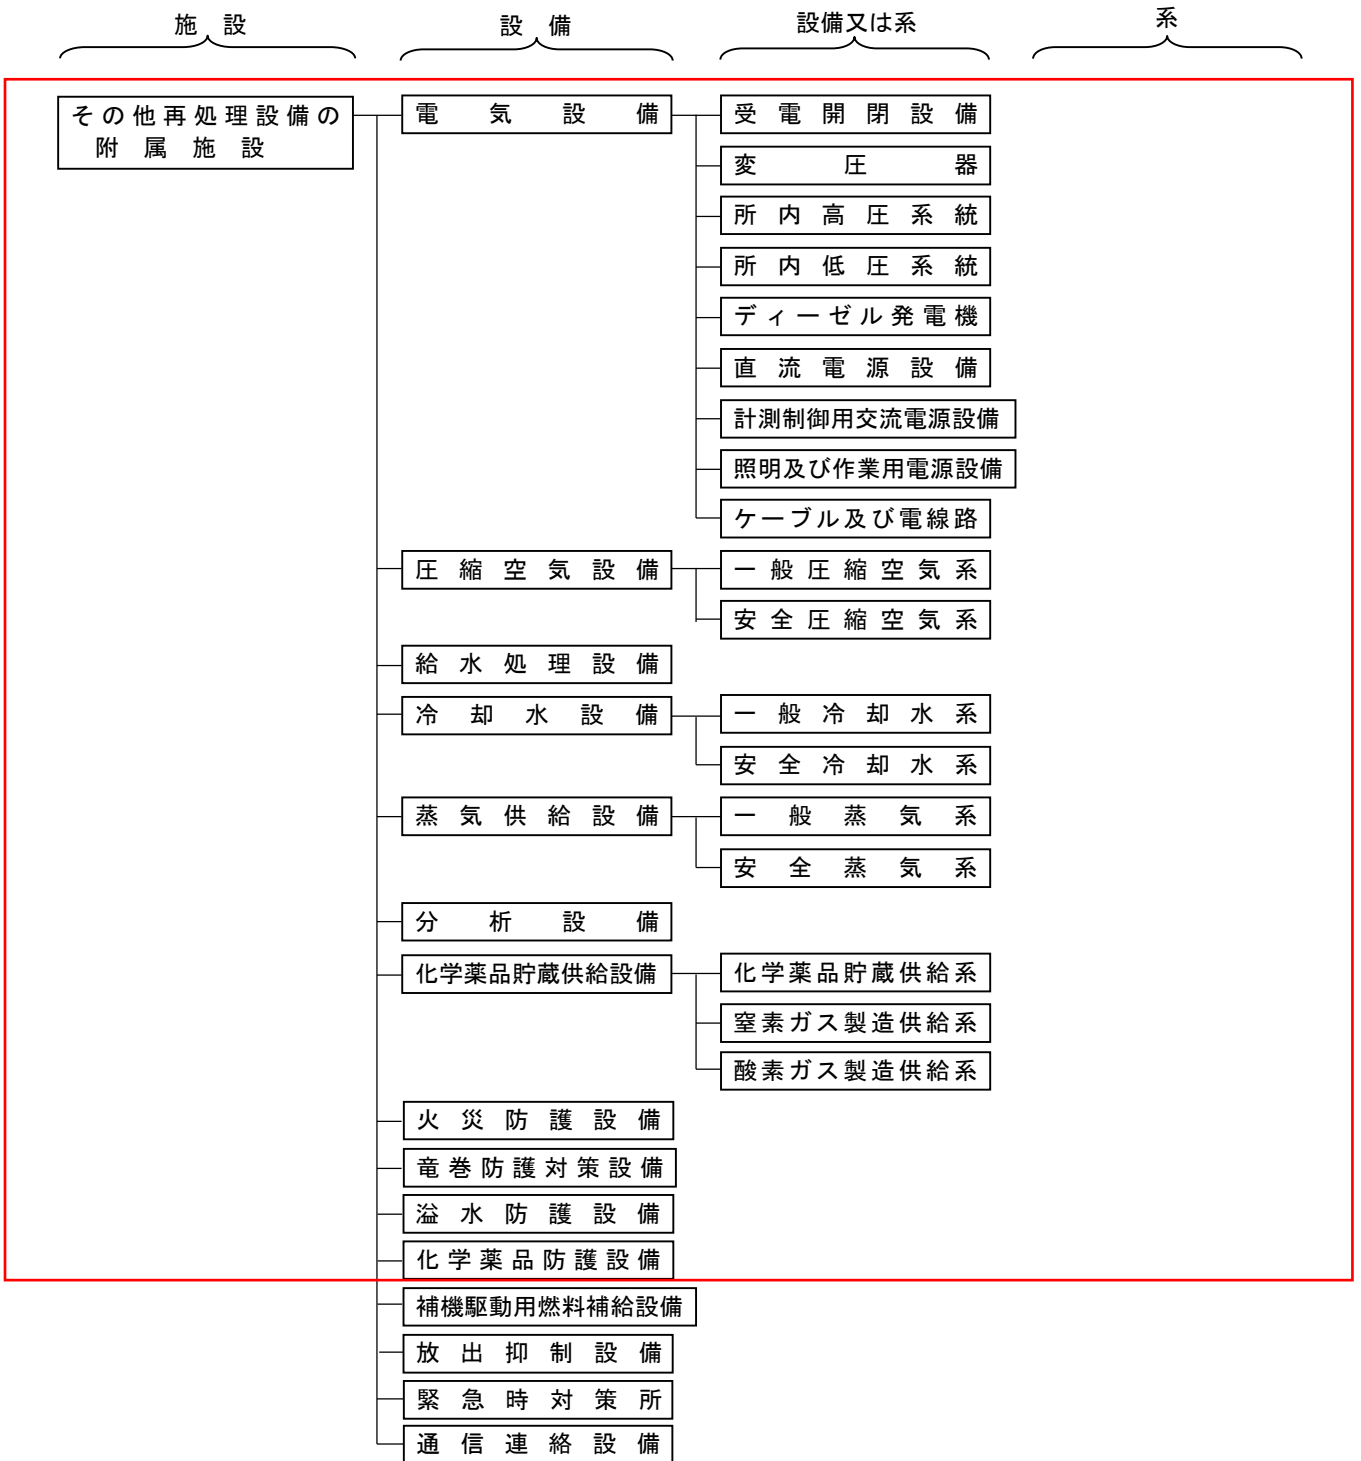 施設
設備
設備又は系
系
その他再処理設備の
附属施設
電気設備
受電開閉設備
変圧器
所内高圧系統
所内低圧系統
ディーゼル発電機
直流電源設備
計測制御用交流電源設備
照明及び作業用電源設備
ケーブル及び電線路
圧縮空気設備
一般圧縮空気系
安全圧縮空気系
給水処理設備
冷却水設備
一般冷却水系
安全冷却水系
蒸気供給設備
一般蒸気系
安全蒸気系
分析設備
化学薬品貯蔵供給設備
化学薬品貯蔵供給系
窒素ガス製造供給系
酸素ガス製造供給系
火災防護設備
竜巻防護対策設備
溢水防護設備
化学薬品防護設備
補機駆動用燃料補給設備
放出抑制設備
緊急時対策所
通信連絡設備